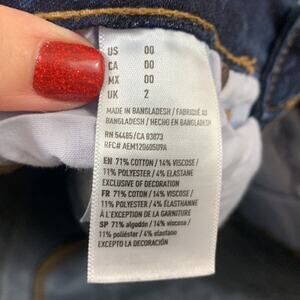 US 00
CA 00
MX 00
UK 2
MADE IN BANGLADESH / FABRIQUÉ AU
BANGLADESH / HECHO EN BANGLADESH
RN 54485/CA 03873
RFC# AEM120605U9A
EN 71% COTTON / 14% VISCOSE /
11% POLYESTER / 4% ELASTANE
EXCLUSIVE OF DECORATION
FR 71% COTON / 14% VISCOSE /
11% POLYESTER / 4% ÉLASTHANNE
À L'EXCEPTION DE LA GARNITURE
SP 71% algodón / 14% viscosa /
11% poliéster / 4% elastano
EXCEPTO LA DECORACIÓN